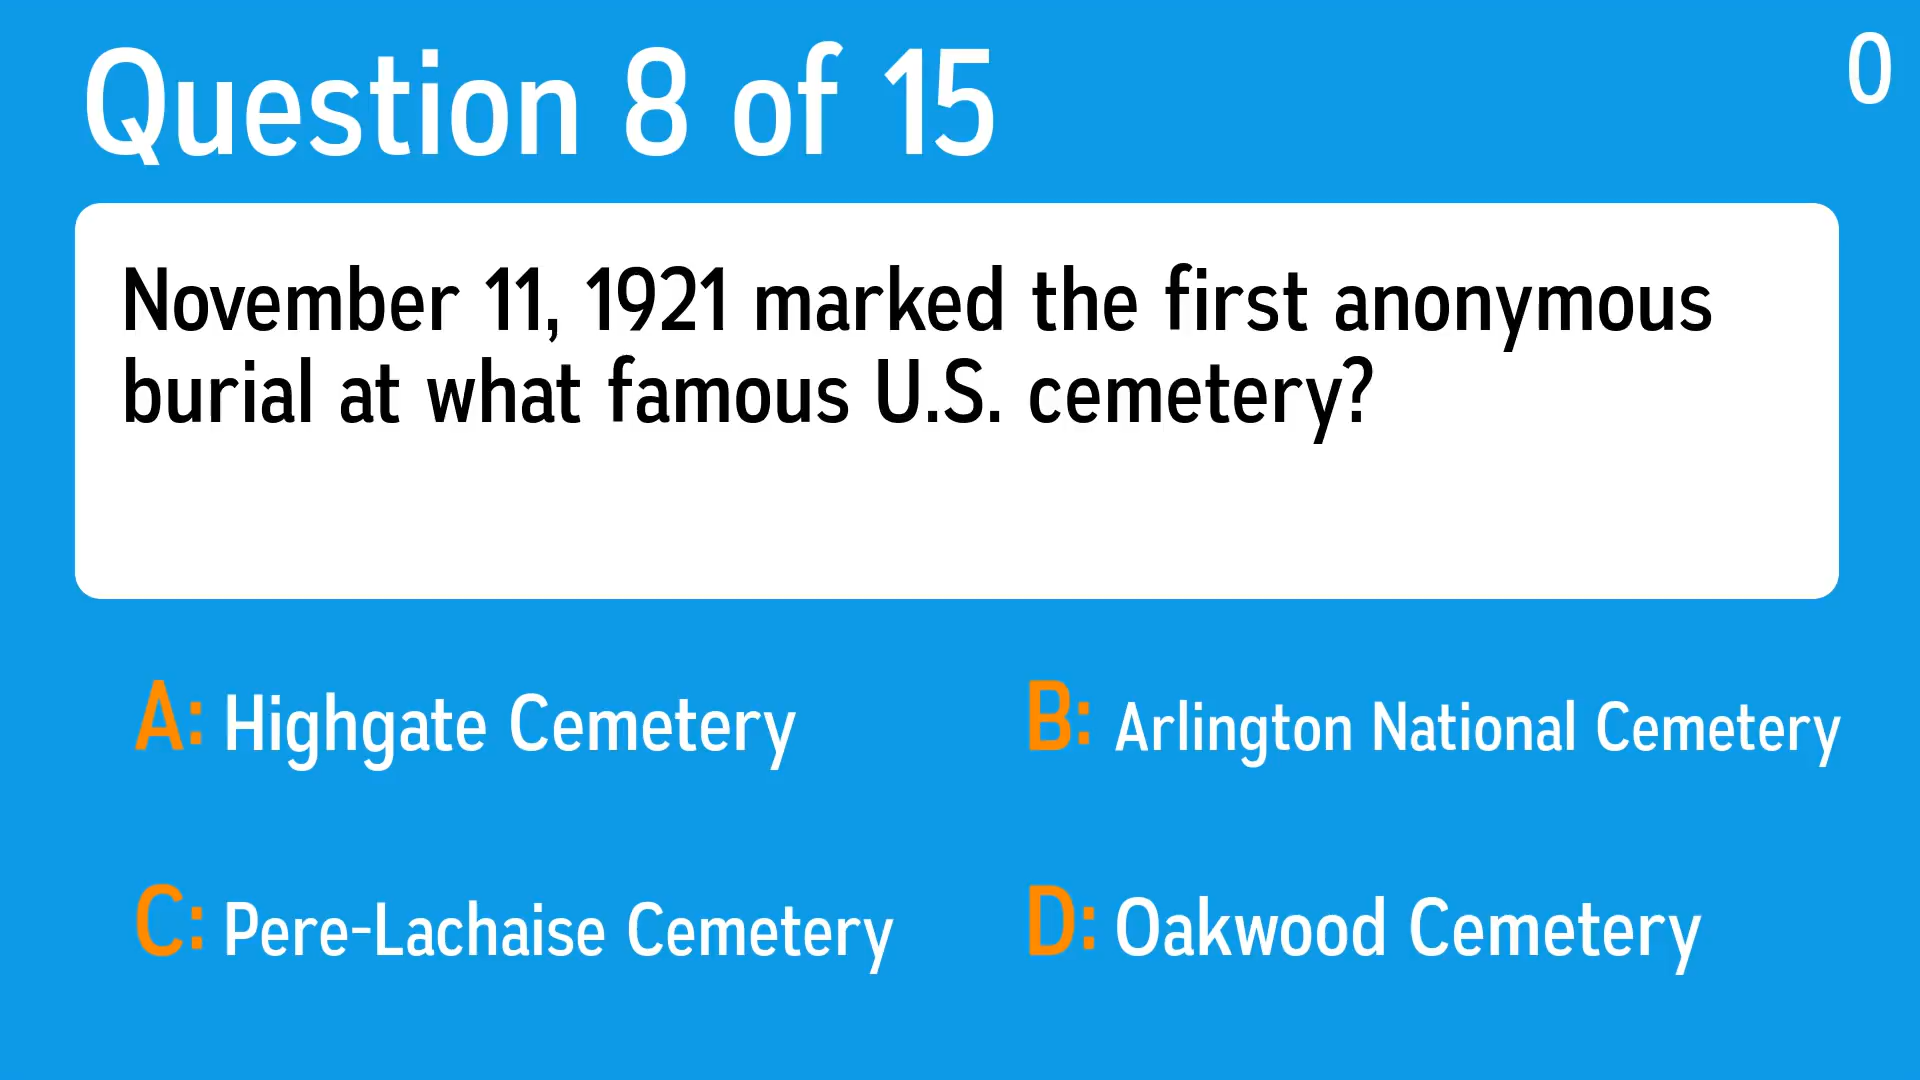 Question 8 of 15
0
November 11, 1921 marked the first anonymous
burial at what famous U.S. cemetery?
A: Highgate Cemetery
B: Arlington National Cemetery
C: Pere-Lachaise Cemetery
D: Oakwood Cemetery